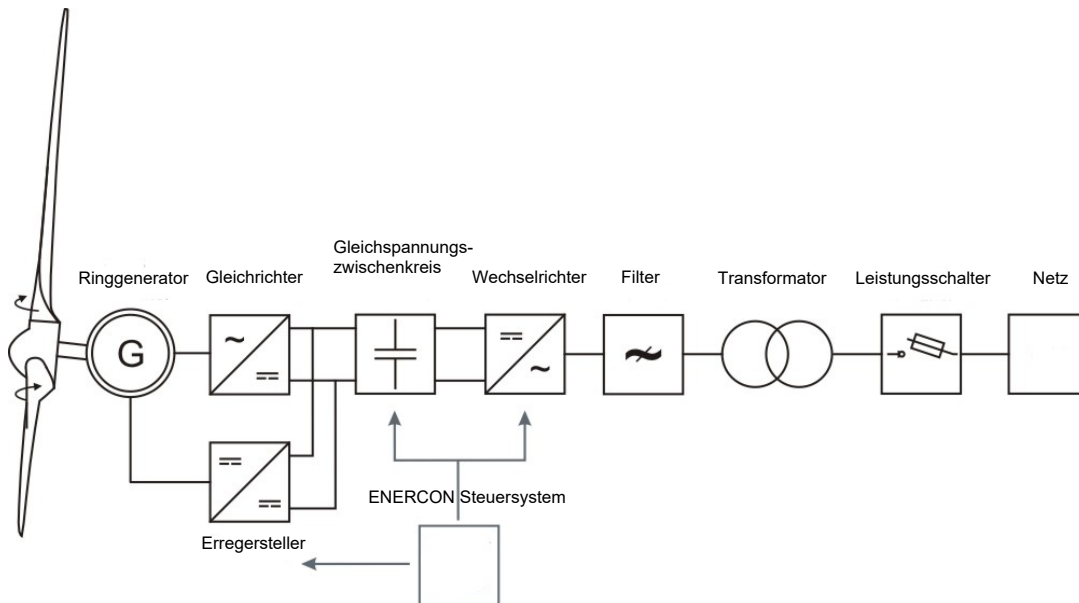 Gleichspannungs-
zwischenkreis
Ringgenerator
Gleichrichter
Wechselrichter
Filter
Transformator
Leistungsschalter
Netz
G
ENERCON Steuersystem
Erregersteller